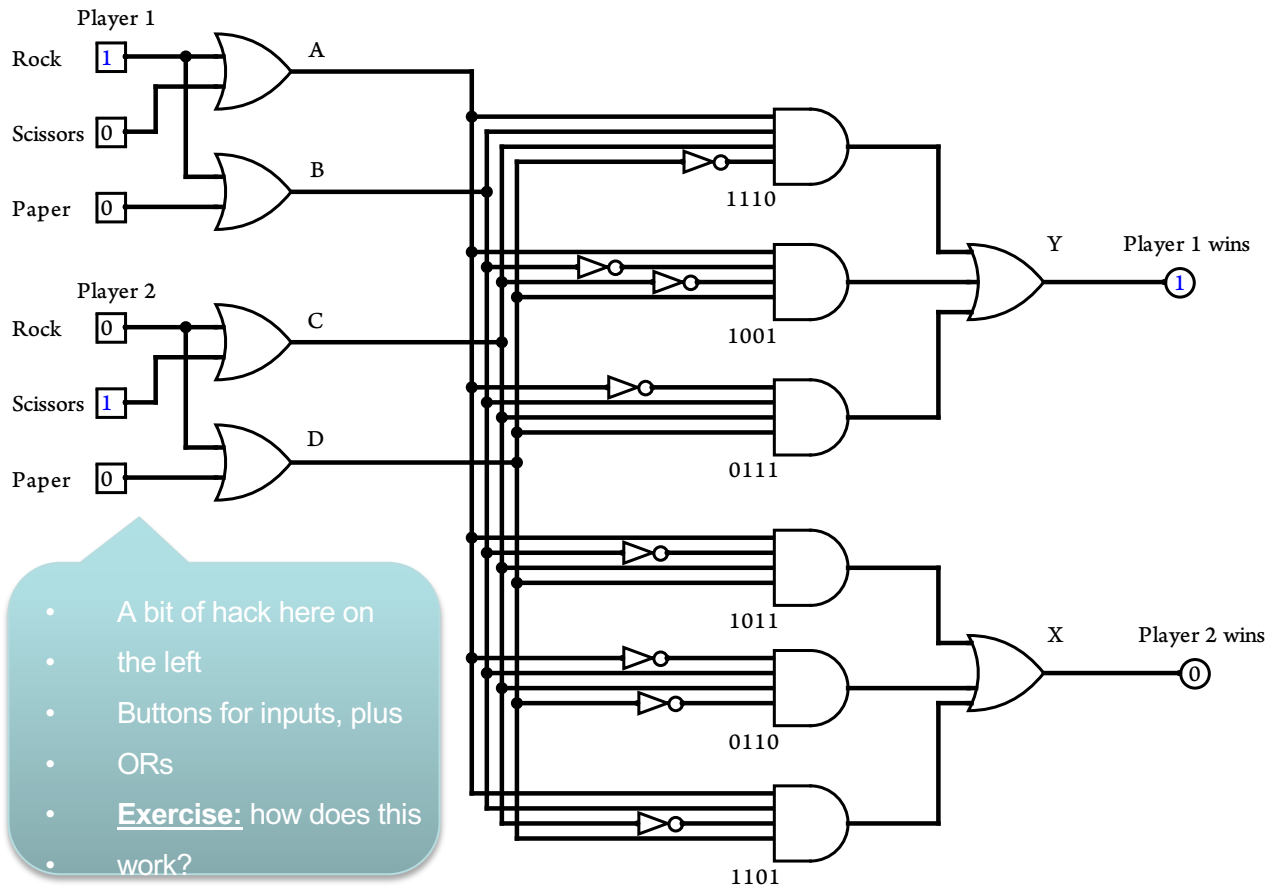 Player 1
A
Rock 1
Scissors 0
B
Paper 0
1110
Y Player 1 wins
Player 2
1
Rock 0
C
1001
Scissors 1
D
0111
Paper 0
• A bit of hack here on
• the left
• Buttons for inputs, plus
• ORs
• Exercise: how does this
• work?
1011
X Player 2 wins
0
0110
1101